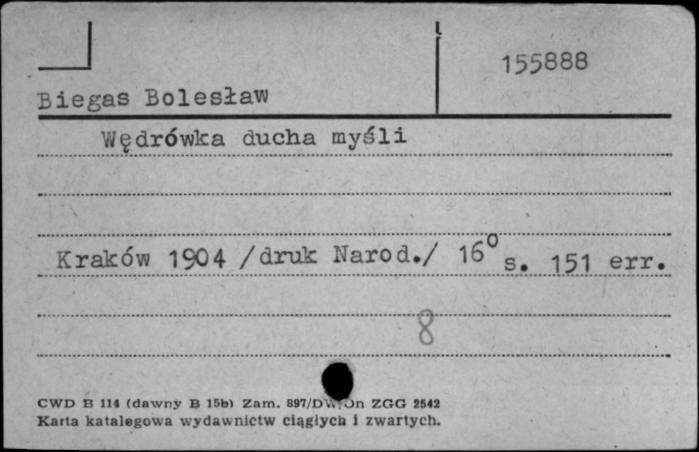 155888
Biegas Bolesław
Wędrówka ducha myśli
Kraków 1904 /druk Narod./ 16° s. 151 err.
8
CWD B 114 (dawny B 15b) Zam. 897/ ZGG 2542
Karta katalogowa wydawnictw ciągłych i zwartych.